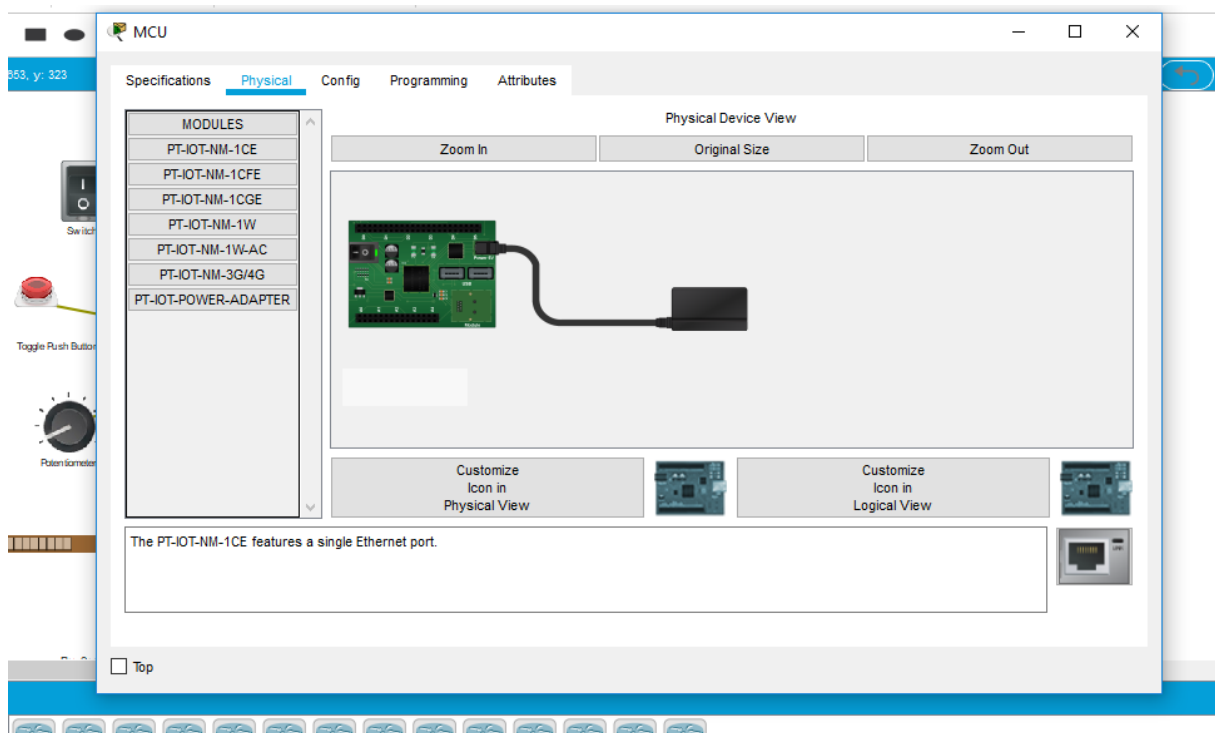 MCU
853, y: 323
Specifications Physical Config Programming Attributes
MODULES
PT-IOT-NM-1CE
PT-IOT-NM-1CFE
PT-IOT-NM-1CGE
PT-IOT-NM-1W
PT-IOT-NM-1W-AC
PT-IOT-NM-3G/4G
PT-IOT-POWER-ADAPTER
Physical Device View
Zoom In Original Size Zoom Out
Switch
Toggle Push Button
Potentiometer
USB
Module
Customize
Icon in
Physical View
Customize
Icon in
Logical View
The PT-IOT-NM-1CE features a single Ethernet port.
Top